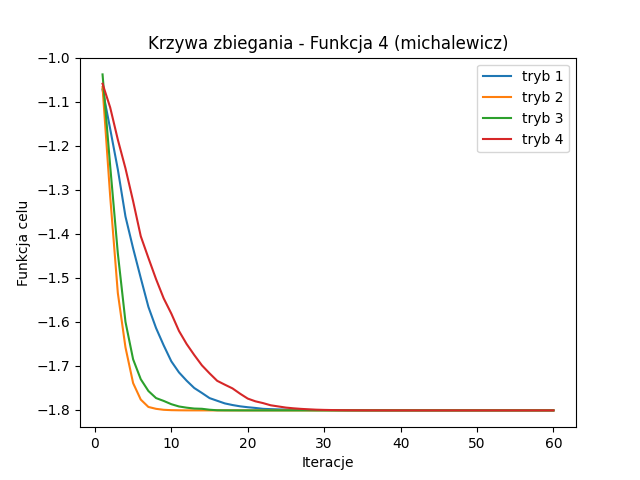 Krzywa zbiegania - Funkcja 4 (michalewicz)
−1.0
−1.1
−1.2
−1.3
−1.4
−1.5
−1.6
−1.7
−1.8
Funkcja celu
tryb 1
tryb 2
tryb 3
tryb 4
0 10 20 30 40 50 60
Iteracje